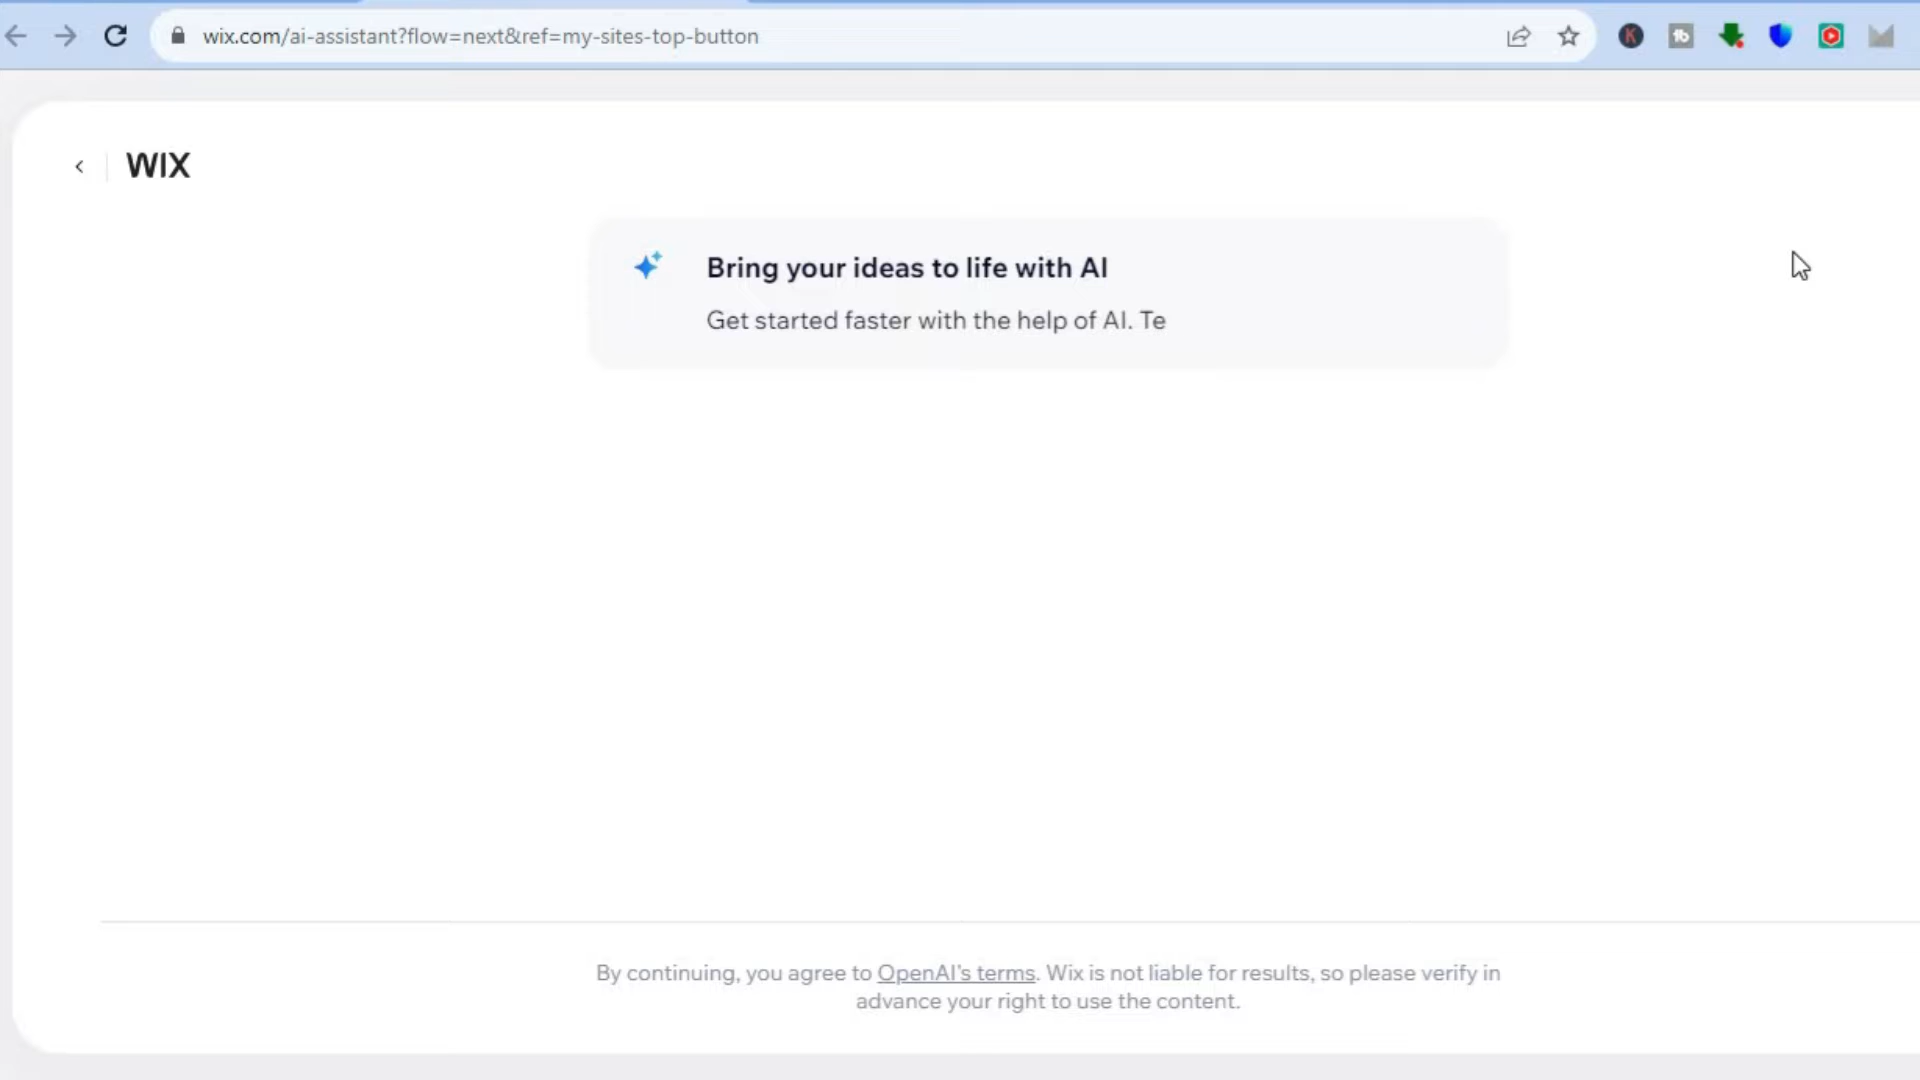 wix.com/ai-assistant?flow=next&ref=my-sites-top-button
WIX
Bring your ideas to life with AI
Get started faster with the help of AI. Te
By continuing, you agree to OpenAI's terms. Wix is not liable for results, so please verify in
advance your right to use the content.